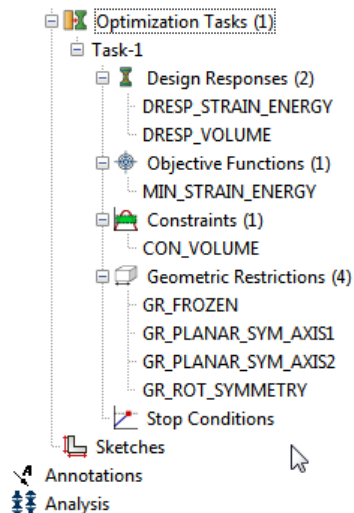 Optimization Tasks (1)
Task-1
Design Responses (2)
DRESP_STRAIN_ENERGY
DRESP_VOLUME
Objective Functions (1)
MIN_STRAIN_ENERGY
Constraints (1)
CON_VOLUME
Geometric Restrictions (4)
GR_FROZEN
GR_PLANAR_SYM_AXIS1
GR_PLANAR_SYM_AXIS2
GR_ROT_SYMMETRY
Stop Conditions
Sketches
Annotations
Analysis